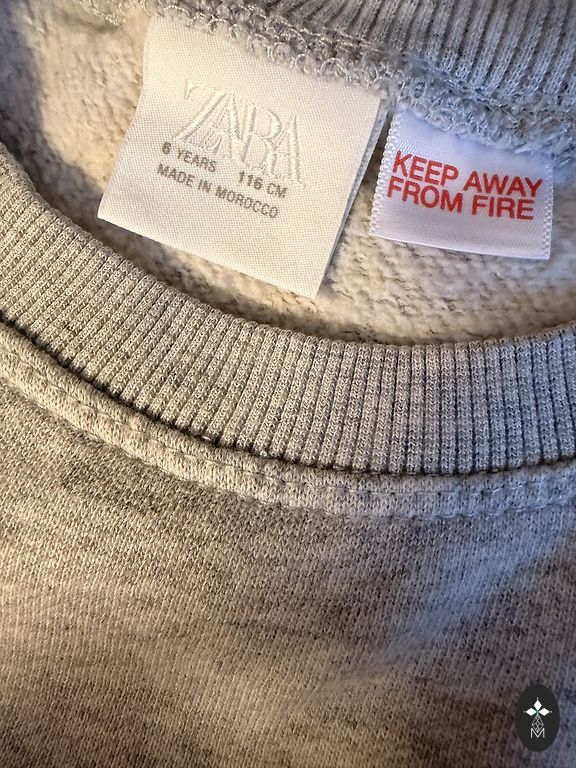 ZARA
6 YEARS 116 CM
MADE IN MOROCCO
KEEP AWAY
FROM FIRE
M